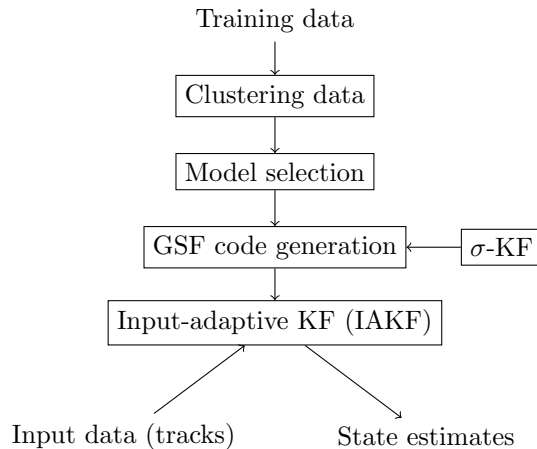 Training data
Clustering data
Model selection
GSF code generation
σ-KF
Input-adaptive KF (IAKF)
Input data (tracks)
State estimates